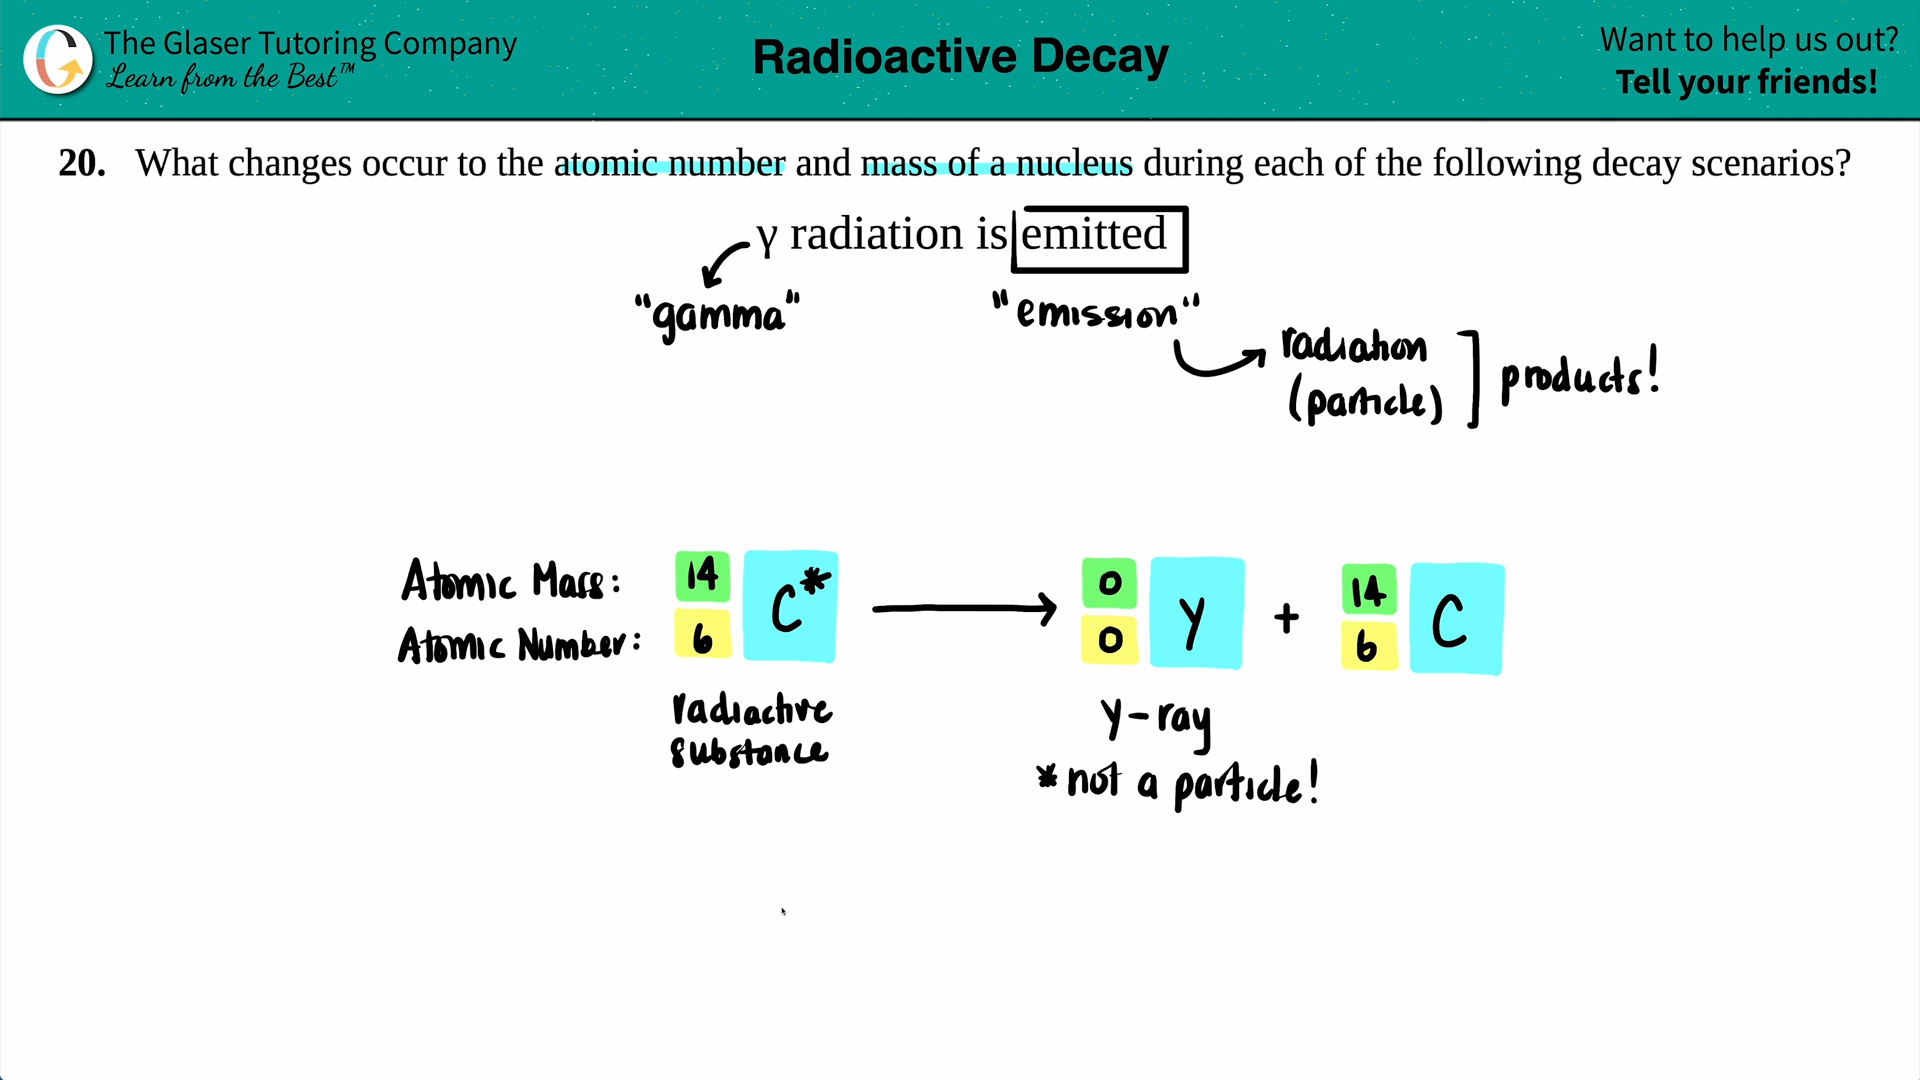 The Glaser Tutoring Company
Learn from the Best™
Radioactive Decay
Want to help us out?
Tell your friends!
20. What changes occur to the atomic number and mass of a nucleus during each of the following decay scenarios?
γ radiation is emitted
"gamma"
"emission"
radiation
(particle)
products!
Atomic Mass: 14 C* → 0 γ + 14 C
Atomic Number: 6 0 6
radiactive
substance
γ-ray
*not a particle!